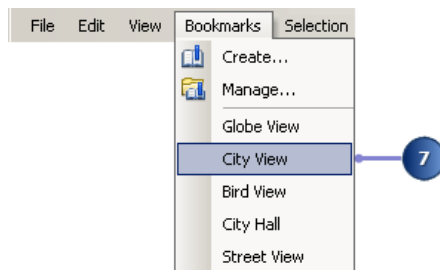 File Edit View Bookmarks Selection
Create...
Manage...
Globe View
City View
7
Bird View
City Hall
Street View